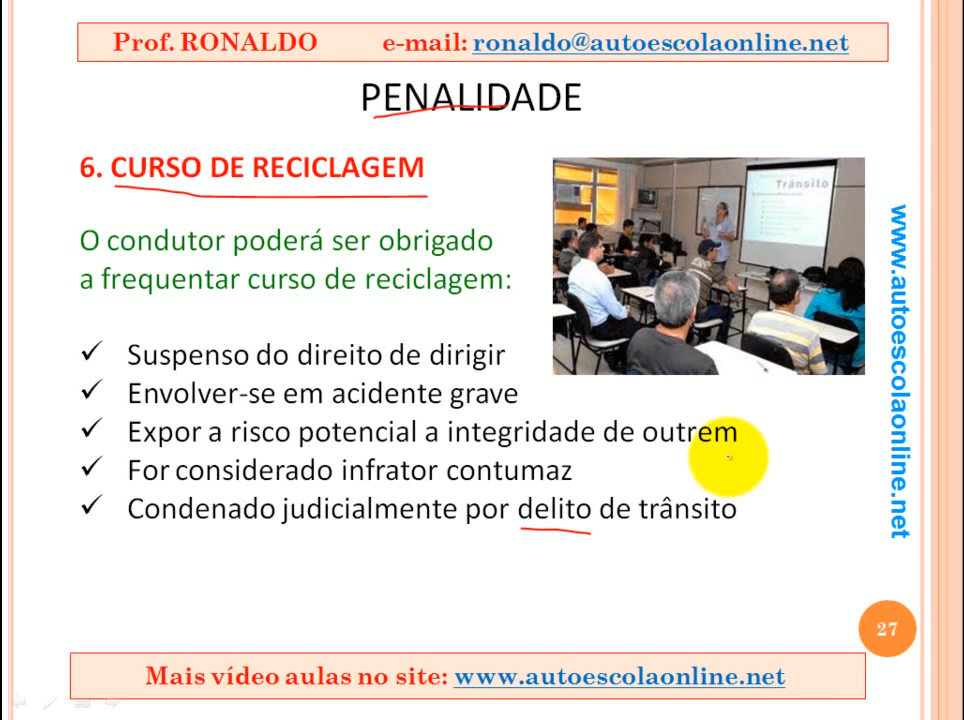 Prof. RONALDO e-mail: ronaldo@autoescolaonline.net
PENALIDADE
6. CURSO DE RECICLAGEM
Trânsito
O condutor poderá ser obrigado
a frequentar curso de reciclagem:
Suspenso do direito de dirigir
Envolver-se em acidente grave
Expor a risco potencial a integridade de outrem
For considerado infrator contumaz
Condenado judicialmente por delito de trânsito
www.autoescolaonline.net
27
Mais vídeo aulas no site: www.autoescolaonline.net